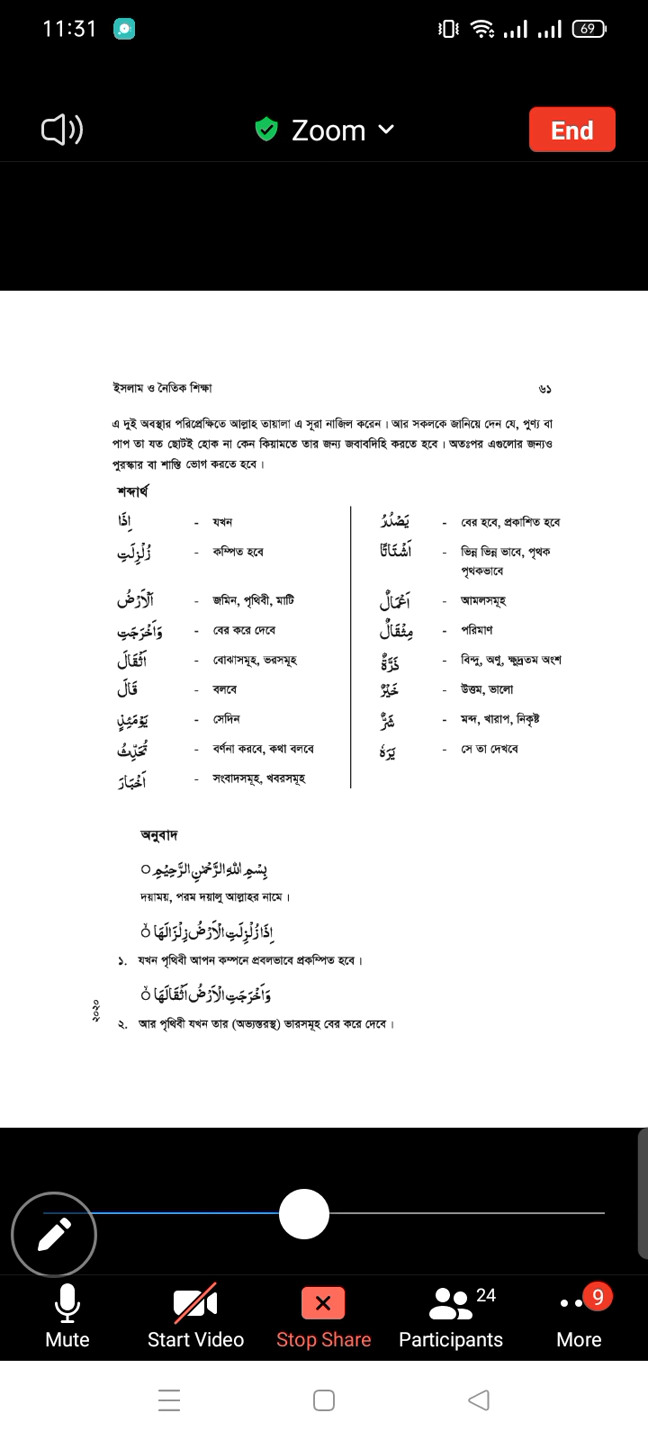 11:31
69
Zoom
End
ইসলাম ও নৈতিক শিক্ষা ৬১
এ দুই অবস্থার পরিপ্রেক্ষিতে আল্লাহ তায়ালা এ সূরা নাজিল করেন। আর সকলকে জানিয়ে দেন যে, পুণ্য বা
পাপ তা যত ছোটই হোক না কেন কিয়ামতে তার জন্য জবাবদিহি করতে হবে। অতঃপর এগুলোর জন্যও
পুরস্কার বা শাস্তি ভোগ করতে হবে।
শব্দার্থ
اِذَا - যখন
زُلْزِلَتِ - কম্পিত হবে
اَلْاَرْضُ - জমিন, পৃথিবী, মাটি
وَاَخْرَجَتِ - বের করে দেবে
اَثْقَالَ - বোঝাসমূহ, ভরসমূহ
قَالَ - বলবে
يَوْمَئِذٍ - সেদিন
تُحَدِّثُ - বর্ণনা করবে, কথা বলবে
اَخْبَارَ - সংবাদসমূহ, খবরসমূহ
يَصْدُرُ - বের হবে, প্রকাশিত হবে
اَشْتَاتًا - ভিন্ন ভিন্ন ভাবে, পৃথক
পৃথকভাবে
اَعْمَالٌ - আমলসমূহ
مِثْقَالٌ - পরিমাণ
ذَرَّةٌ - বিন্দু, অণু, ক্ষুদ্রতম অংশ
خَيْرٌ - উত্তম, ভালো
شَرٌّ - মন্দ, খারাপ, নিকৃষ্ট
يَرَهٗ - সে তা দেখবে
অনুবাদ
بِسْمِ اللّٰهِ الرَّحْمٰنِ الرَّحِيْمِ ○
দয়াময়, পরম দয়ালু আল্লাহর নামে।
اِذَا زُلْزِلَتِ الْاَرْضُ زِلْزَالَهَا ○
১. যখন পৃথিবী আপন কম্পনে প্রবলভাবে প্রকম্পিত হবে।
وَاَخْرَجَتِ الْاَرْضُ اَثْقَالَهَا ○
২. আর পৃথিবী যখন তার (অভ্যন্তরস্থ) ভারসমূহ বের করে দেবে।
২০২০
24
9
Mute
Start Video
Stop Share
Participants
More